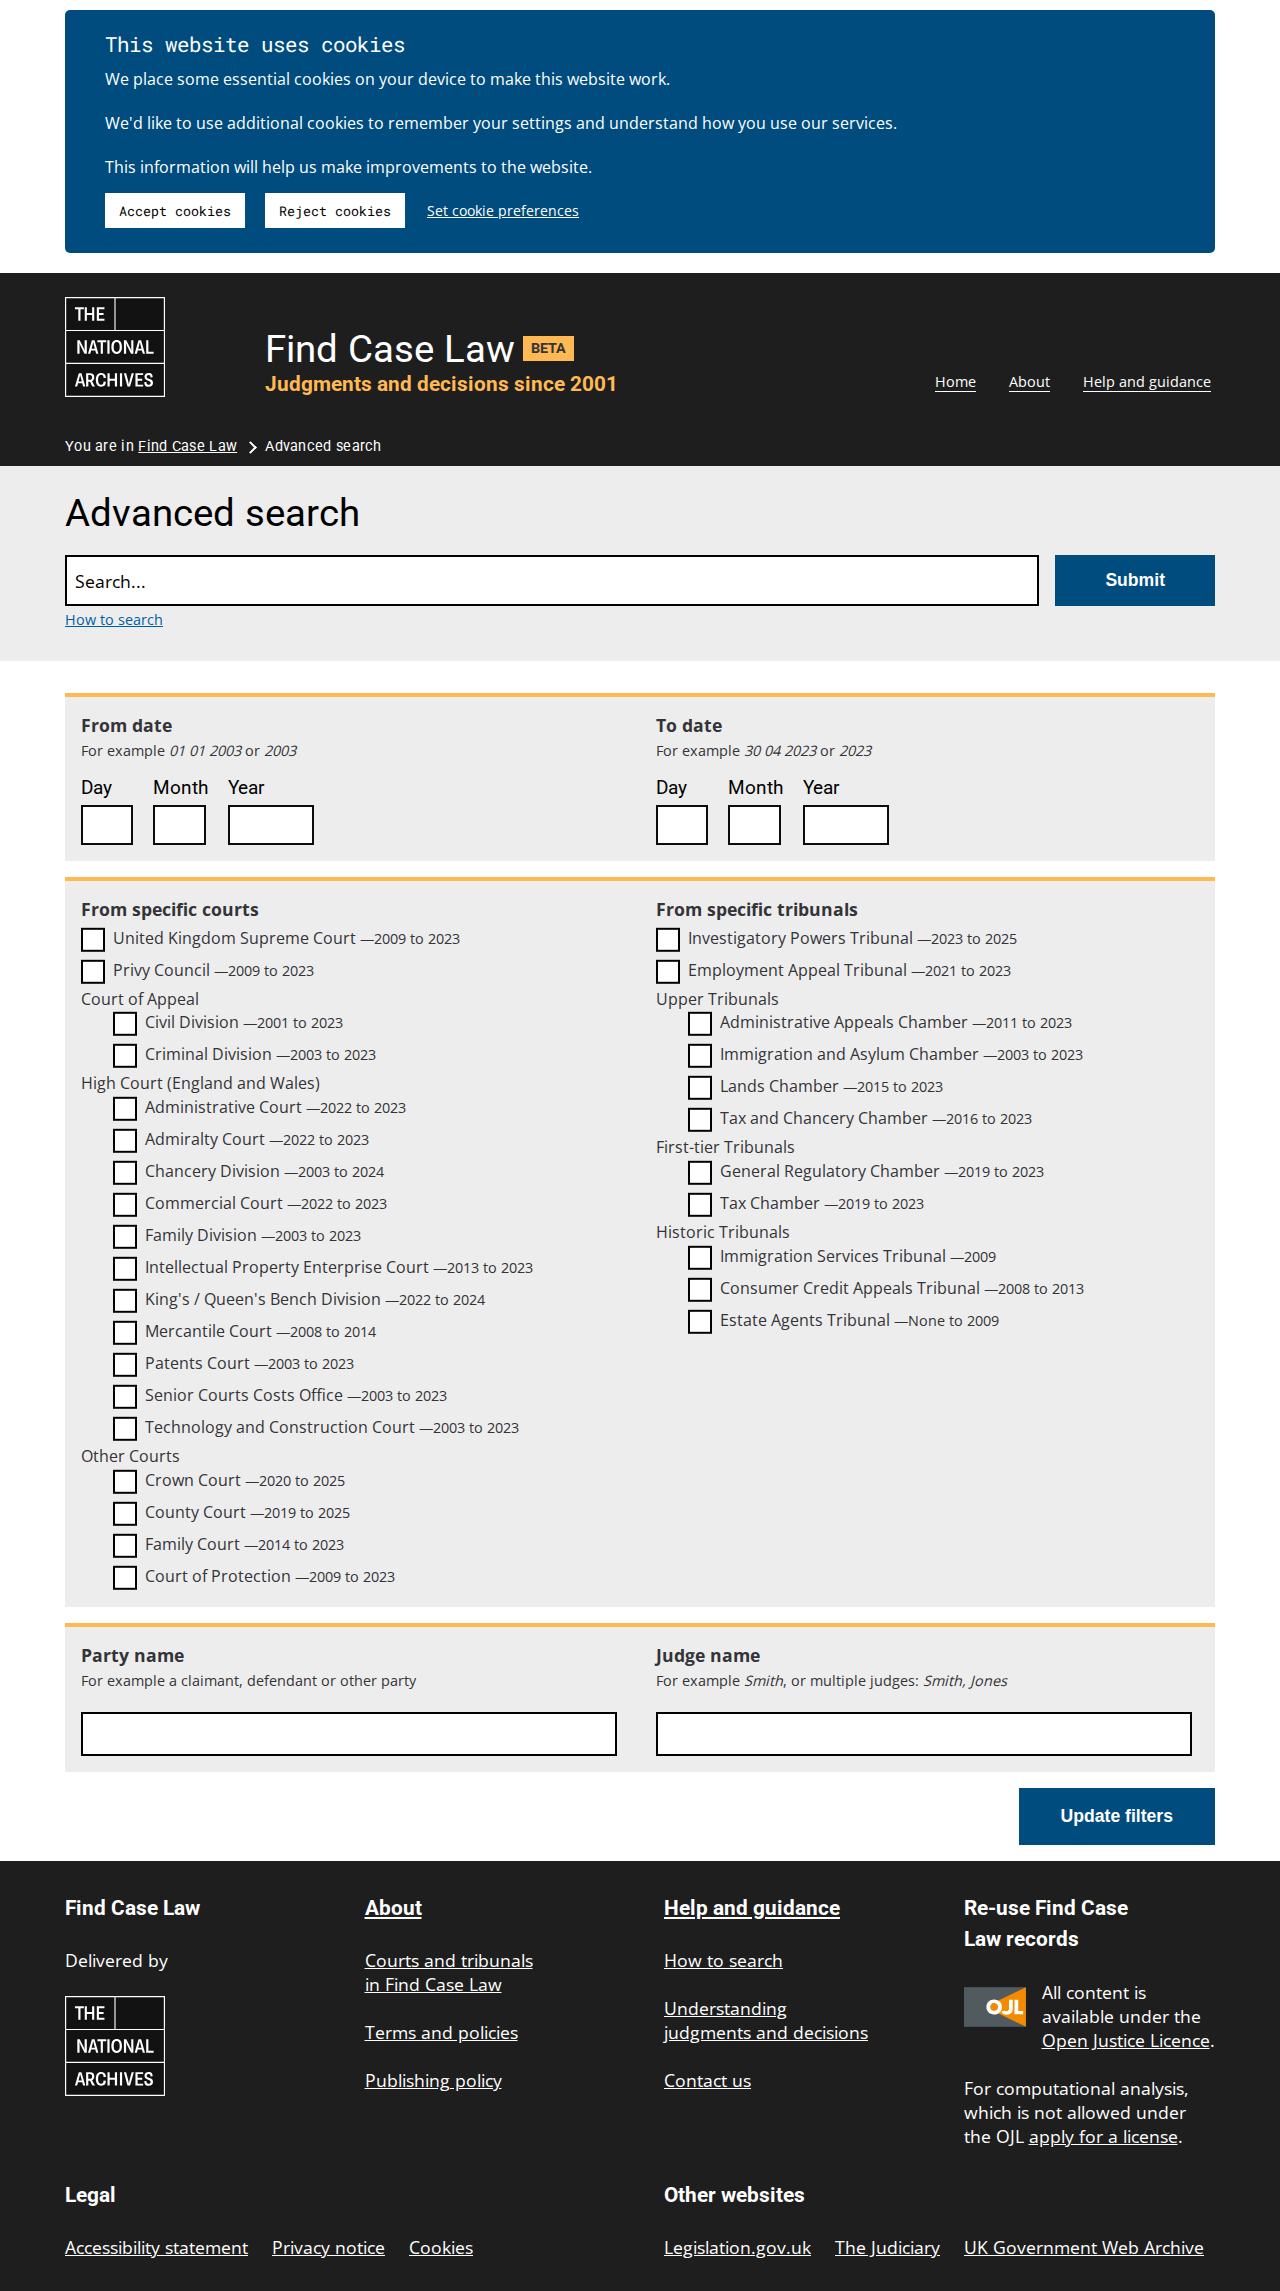 This website uses cookies
We place some essential cookies on your device to make this website work.
We'd like to use additional cookies to remember your settings and understand how you use our services.
This information will help us make improvements to the website.
Accept cookies
Reject cookies
Set cookie preferences
THE
NATIONAL
ARCHIVES
Find Case Law BETA
Judgments and decisions since 2001
Home
About
Help and guidance
You are in Find Case Law
Advanced search
Advanced search
Search...
Submit
How to search
From date
For example 01 01 2003 or 2003
Day
Month
Year
To date
For example 30 04 2023 or 2023
Day
Month
Year
From specific courts
United Kingdom Supreme Court —2009 to 2023
Privy Council —2009 to 2023
Court of Appeal
Civil Division —2001 to 2023
Criminal Division —2003 to 2023
High Court (England and Wales)
Administrative Court —2022 to 2023
Admiralty Court —2022 to 2023
Chancery Division —2003 to 2024
Commercial Court —2022 to 2023
Family Division —2003 to 2023
Intellectual Property Enterprise Court —2013 to 2023
King's / Queen's Bench Division —2022 to 2024
Mercantile Court —2008 to 2014
Patents Court —2003 to 2023
Senior Courts Costs Office —2003 to 2023
Technology and Construction Court —2003 to 2023
Other Courts
Crown Court —2020 to 2025
County Court —2019 to 2025
Family Court —2014 to 2023
Court of Protection —2009 to 2023
From specific tribunals
Investigatory Powers Tribunal —2023 to 2025
Employment Appeal Tribunal —2021 to 2023
Upper Tribunals
Administrative Appeals Chamber —2011 to 2023
Immigration and Asylum Chamber —2003 to 2023
Lands Chamber —2015 to 2023
Tax and Chancery Chamber —2016 to 2023
First-tier Tribunals
General Regulatory Chamber —2019 to 2023
Tax Chamber —2019 to 2023
Historic Tribunals
Immigration Services Tribunal —2009
Consumer Credit Appeals Tribunal —2008 to 2013
Estate Agents Tribunal —None to 2009
Party name
For example a claimant, defendant or other party
Judge name
For example Smith, or multiple judges: Smith, Jones
Update filters
Find Case Law
Delivered by
THE
NATIONAL
ARCHIVES
About
Courts and tribunals
in Find Case Law
Terms and policies
Publishing policy
Help and guidance
How to search
Understanding
judgments and decisions
Contact us
Re-use Find Case
Law records
OJL
All content is
available under the
Open Justice Licence.
For computational analysis,
which is not allowed under
the OJL apply for a license.
Legal
Accessibility statement
Privacy notice
Cookies
Other websites
Legislation.gov.uk
The Judiciary
UK Government Web Archive